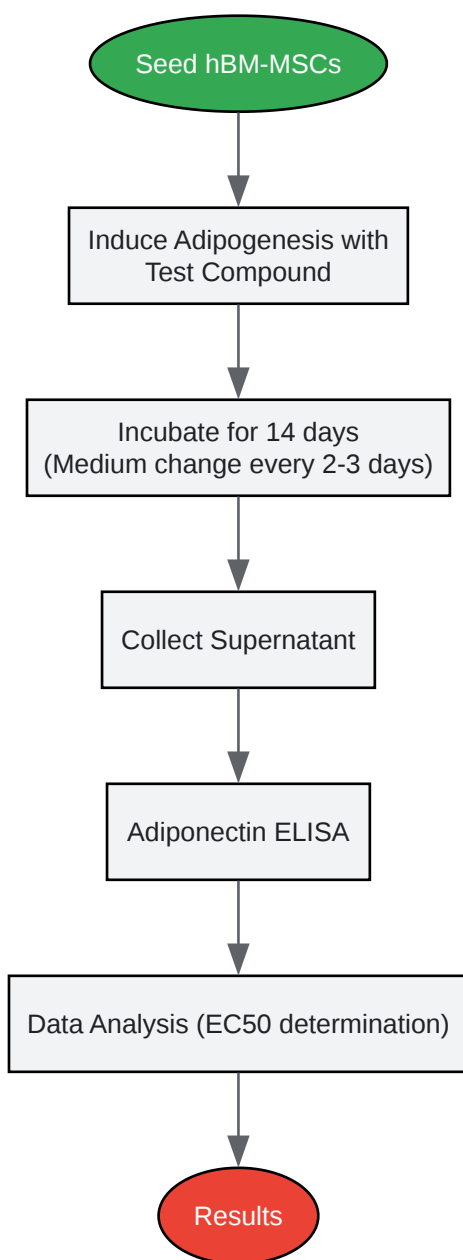 Seed hBM-MSCs
Induce Adipogenesis with
Test Compound
Incubate for 14 days
(Medium change every 2-3 days)
Collect Supernatant
Adiponectin ELISA
Data Analysis (EC50 determination)
Results